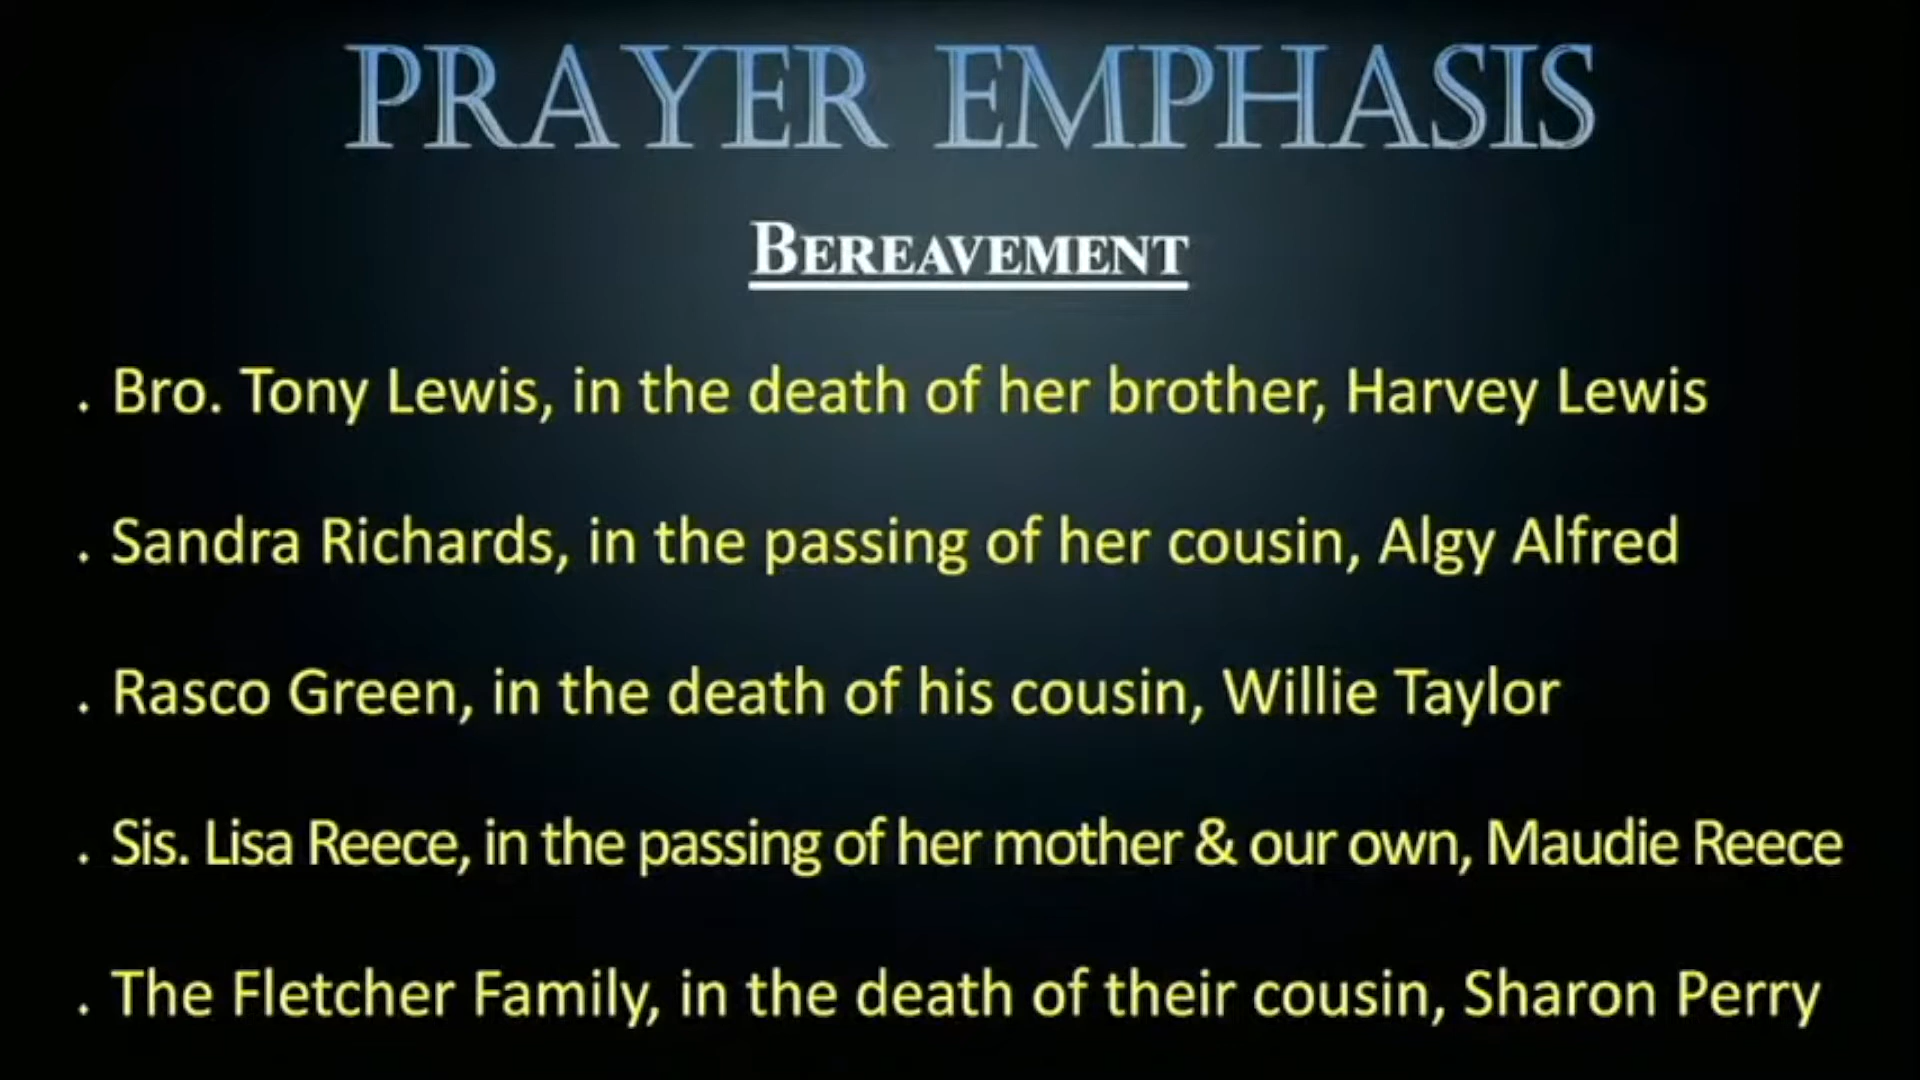 PRAYER EMPHASIS
BEREAVEMENT
. Bro. Tony Lewis, in the death of her brother, Harvey Lewis
. Sandra Richards, in the passing of her cousin, Algy Alfred
. Rasco Green, in the death of his cousin, Willie Taylor
. Sis. Lisa Reece, in the passing of her mother & our own, Maudie Reece
. The Fletcher Family, in the death of their cousin, Sharon Perry